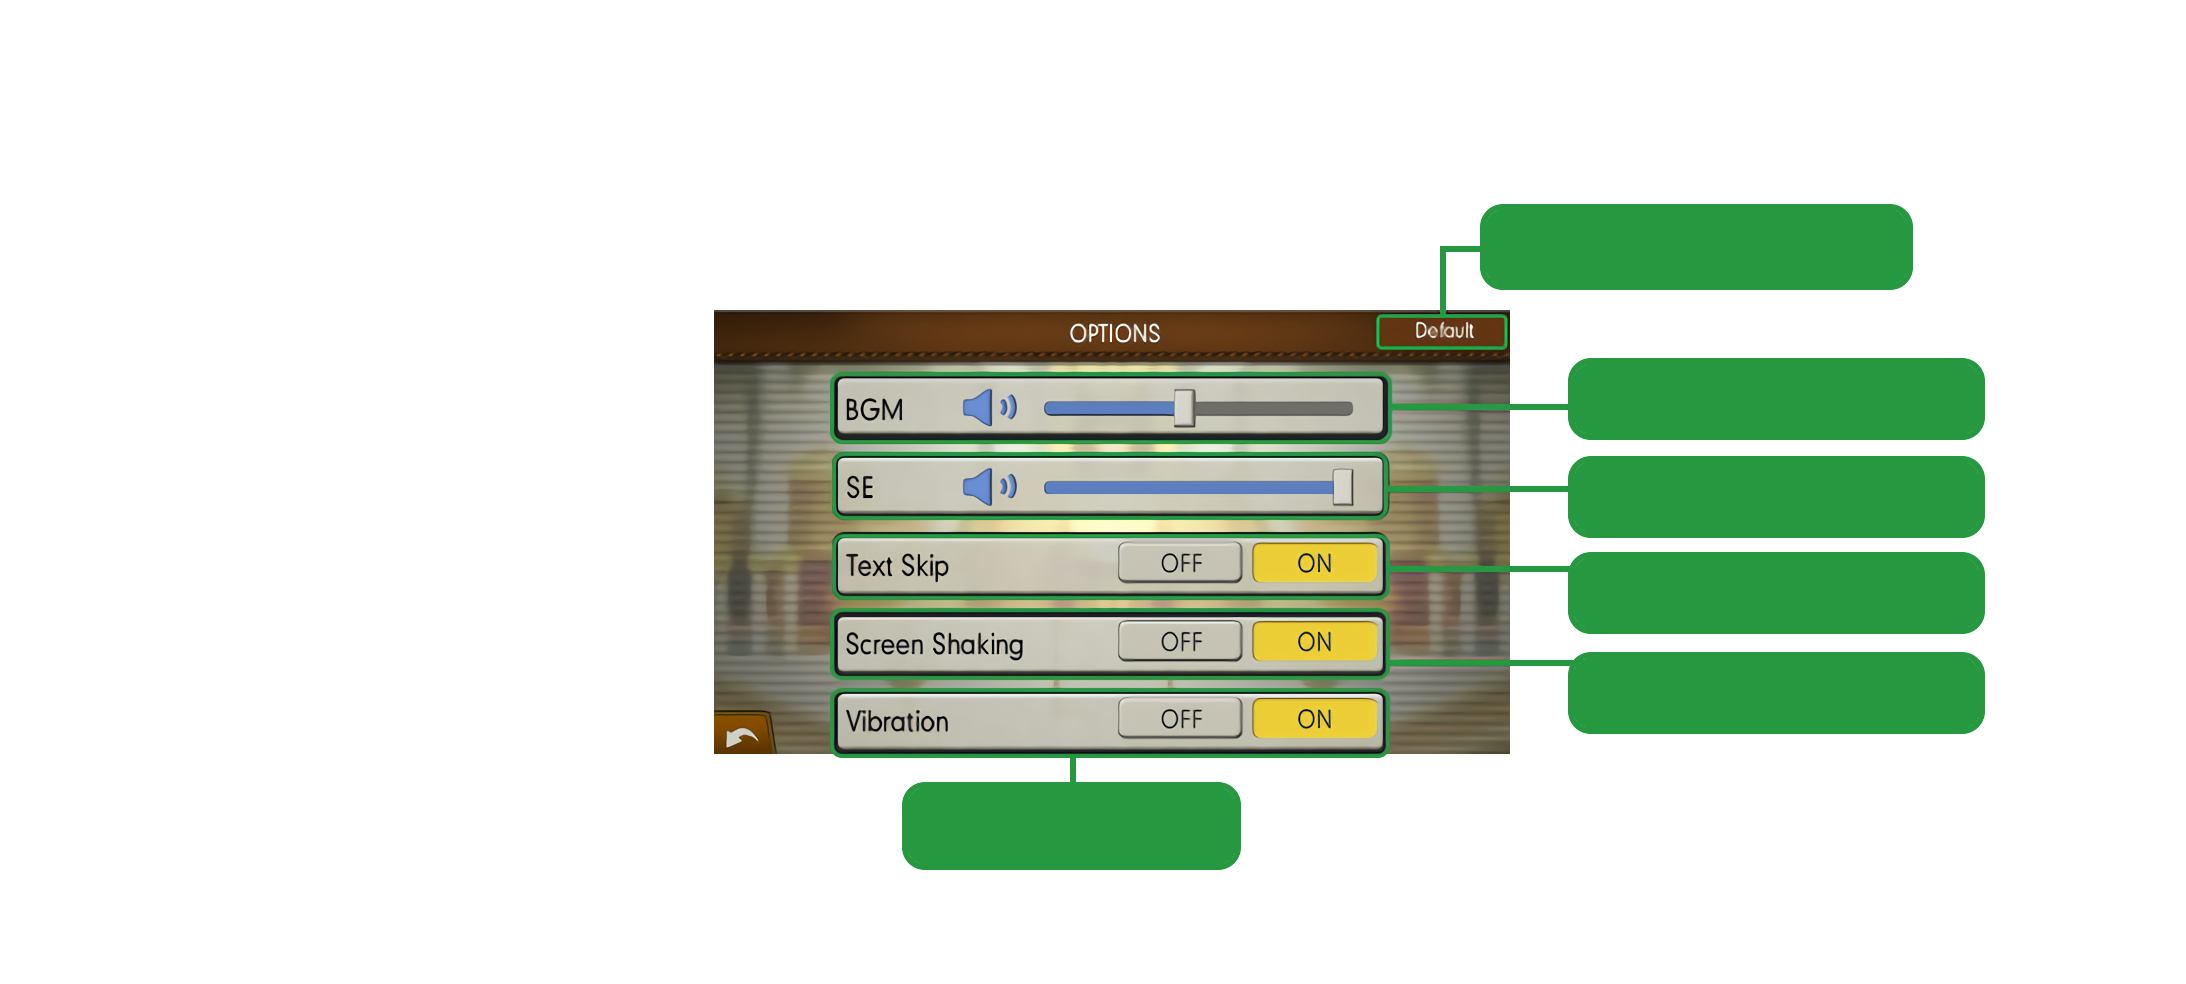 OPTIONS
Default
BGM
SE
Text Skip OFF ON
Screen Shaking OFF ON
Vibration OFF ON